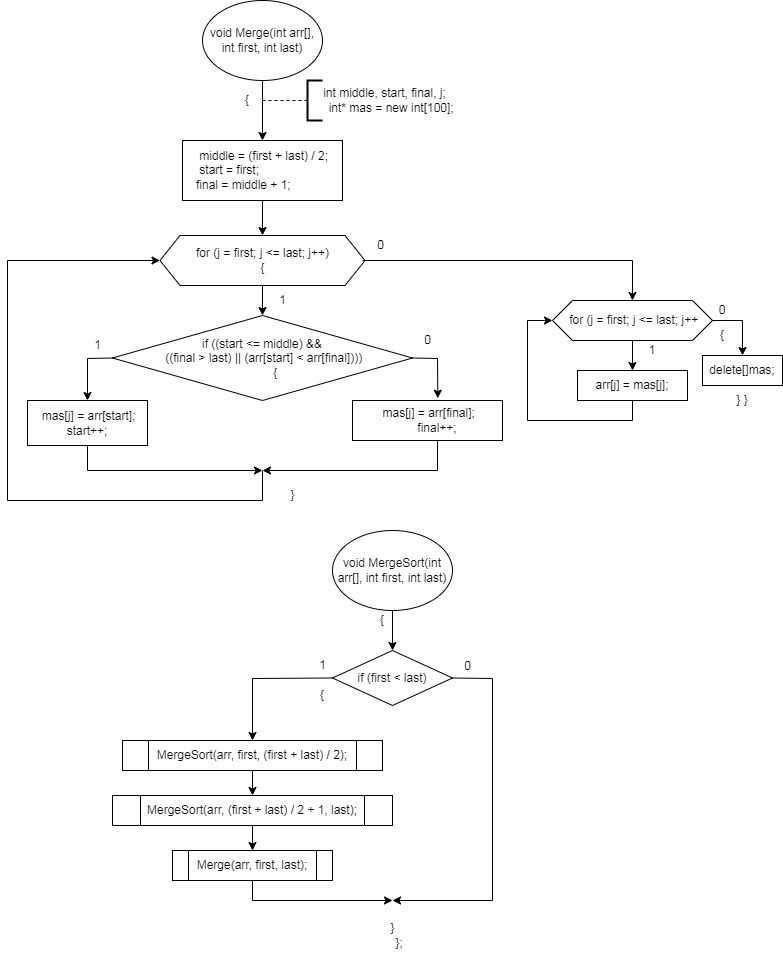 void Merge(int arr[],
int first, int last)
{
int middle, start, final, j;
int* mas = new int[100];
middle = (first + last) / 2;
start = first;
final = middle + 1;
for (j = first; j <= last; j++)
{
0
1
if ((start <= middle) &&
((final > last) || (arr[start] < arr[final])))
{
1
0
mas[j] = arr[start];
start++;
mas[j] = arr[final];
final++;
}
for (j = first; j <= last; j++
0
{
1
arr[j] = mas[j];
delete[]mas;
} }
void MergeSort(int
arr[], int first, int last)
{
if (first < last)
1
0
{
MergeSort(arr, first, (first + last) / 2);
MergeSort(arr, (first + last) / 2 + 1, last);
Merge(arr, first, last);
}
};